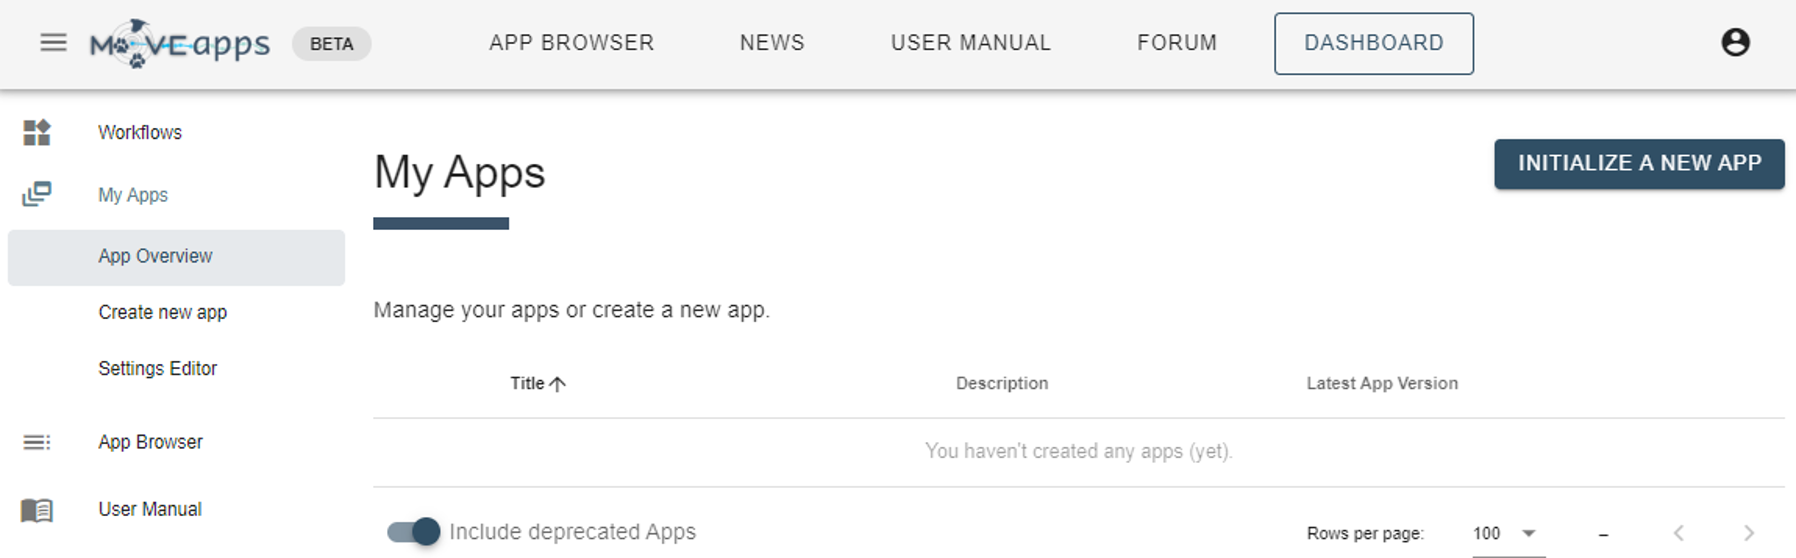 MOVEapps BETA APP BROWSER NEWS USER MANUAL FORUM DASHBOARD
Workflows
My Apps
App Overview
Create new app
Settings Editor
App Browser
User Manual
My Apps
INITIALIZE A NEW APP
Manage your apps or create a new app.
Title Description Latest App Version
You haven't created any apps (yet).
Include deprecated Apps Rows per page: 100 –